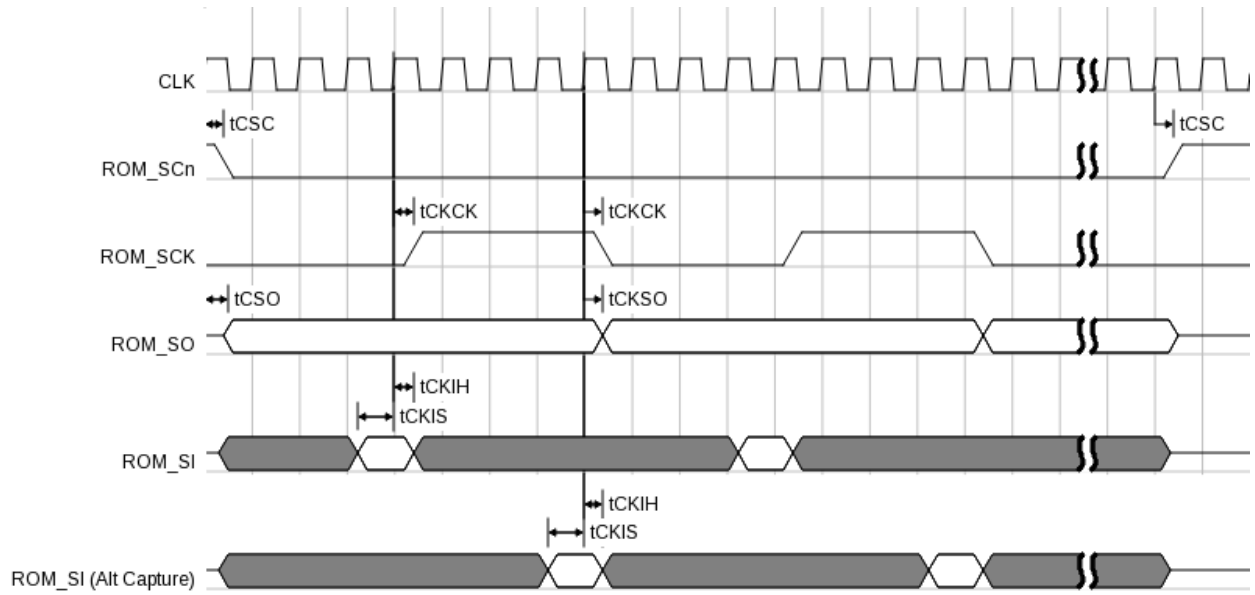 CLK
tCSC
tCSC
ROM_SCn
tCKCK
tCKCK
ROM_SCK
tCSO
tCKSO
ROM_SO
tCKIH
tCKIS
ROM_SI
tCKIH
tCKIS
ROM_SI (Alt Capture)